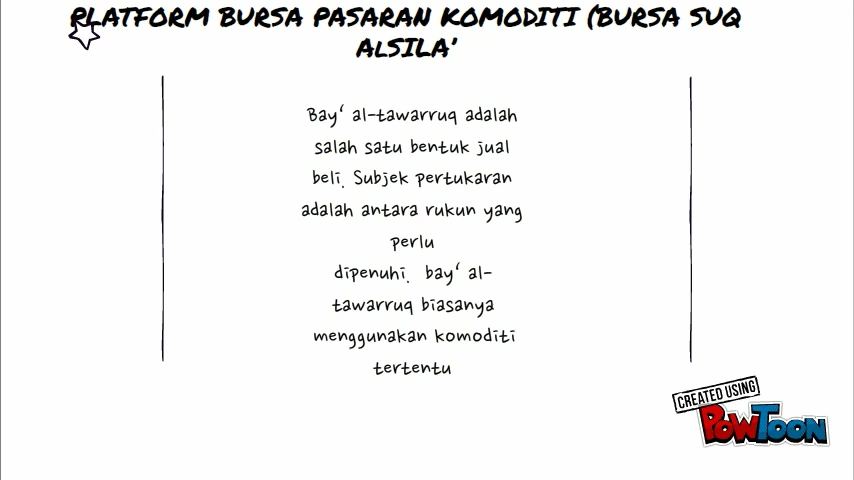 PLATFORM BURSA PASARAN KOMODITI (BURSA SUQ
ALSILA’
Bay‘ al-tawarruq adalah
salah satu bentuk jual
beli. Subjek pertukaran
adalah antara rukun yang
perlu
dipenuhi.  bay‘ al-
tawarruq biasanya
menggunakan komoditi
tertentu
CREATED USING
POWTOON